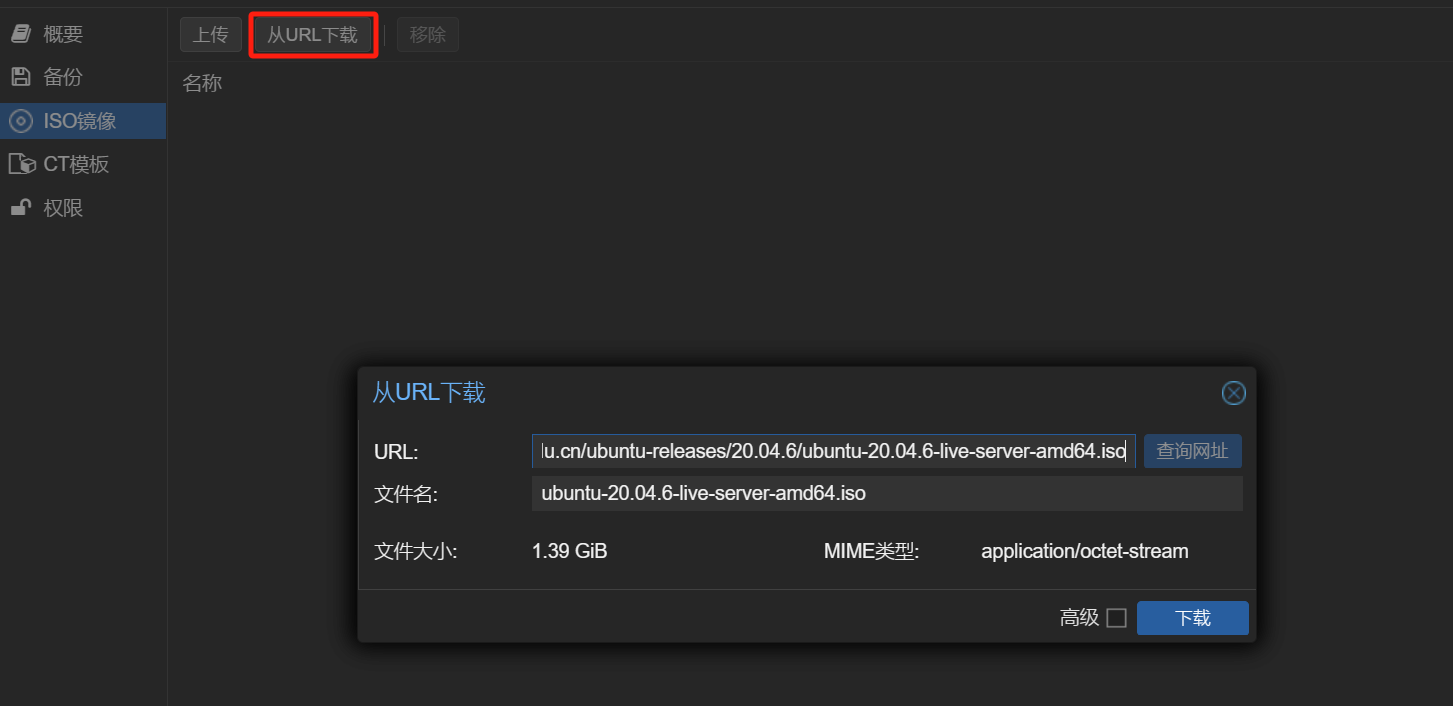 概要
备份
ISO镜像
CT模板
权限
上传 从URL下载 移除
名称
从URL下载
URL: lu.cn/ubuntu-releases/20.04.6/ubuntu-20.04.6-live-server-amd64.iso 查询网址
文件名: ubuntu-20.04.6-live-server-amd64.iso
文件大小: 1.39 GiB MIME类型: application/octet-stream
高级 下载